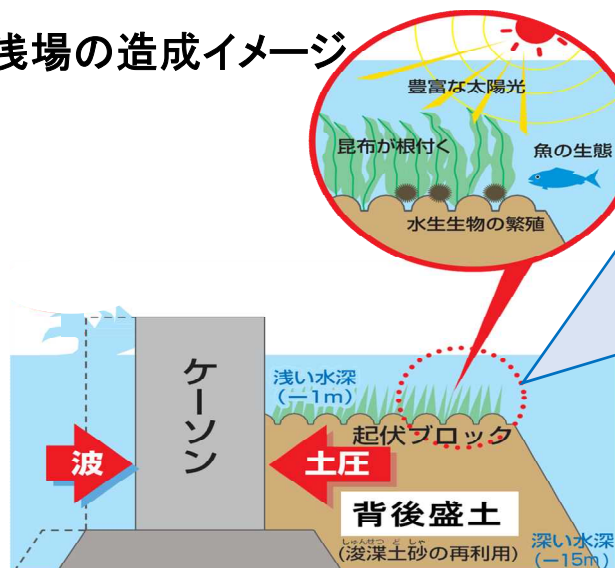 浅場の造成イメージ
豊富な太陽光
昆布が根付く
魚の生態
水生生物の繁殖
ケーソン
浅い水深
(−1m)
起伏ブロック
波
土圧
背後盛土
しゅんせつ ど しゃ
(浚渫土砂の再利用)
深い水深
(−15m)